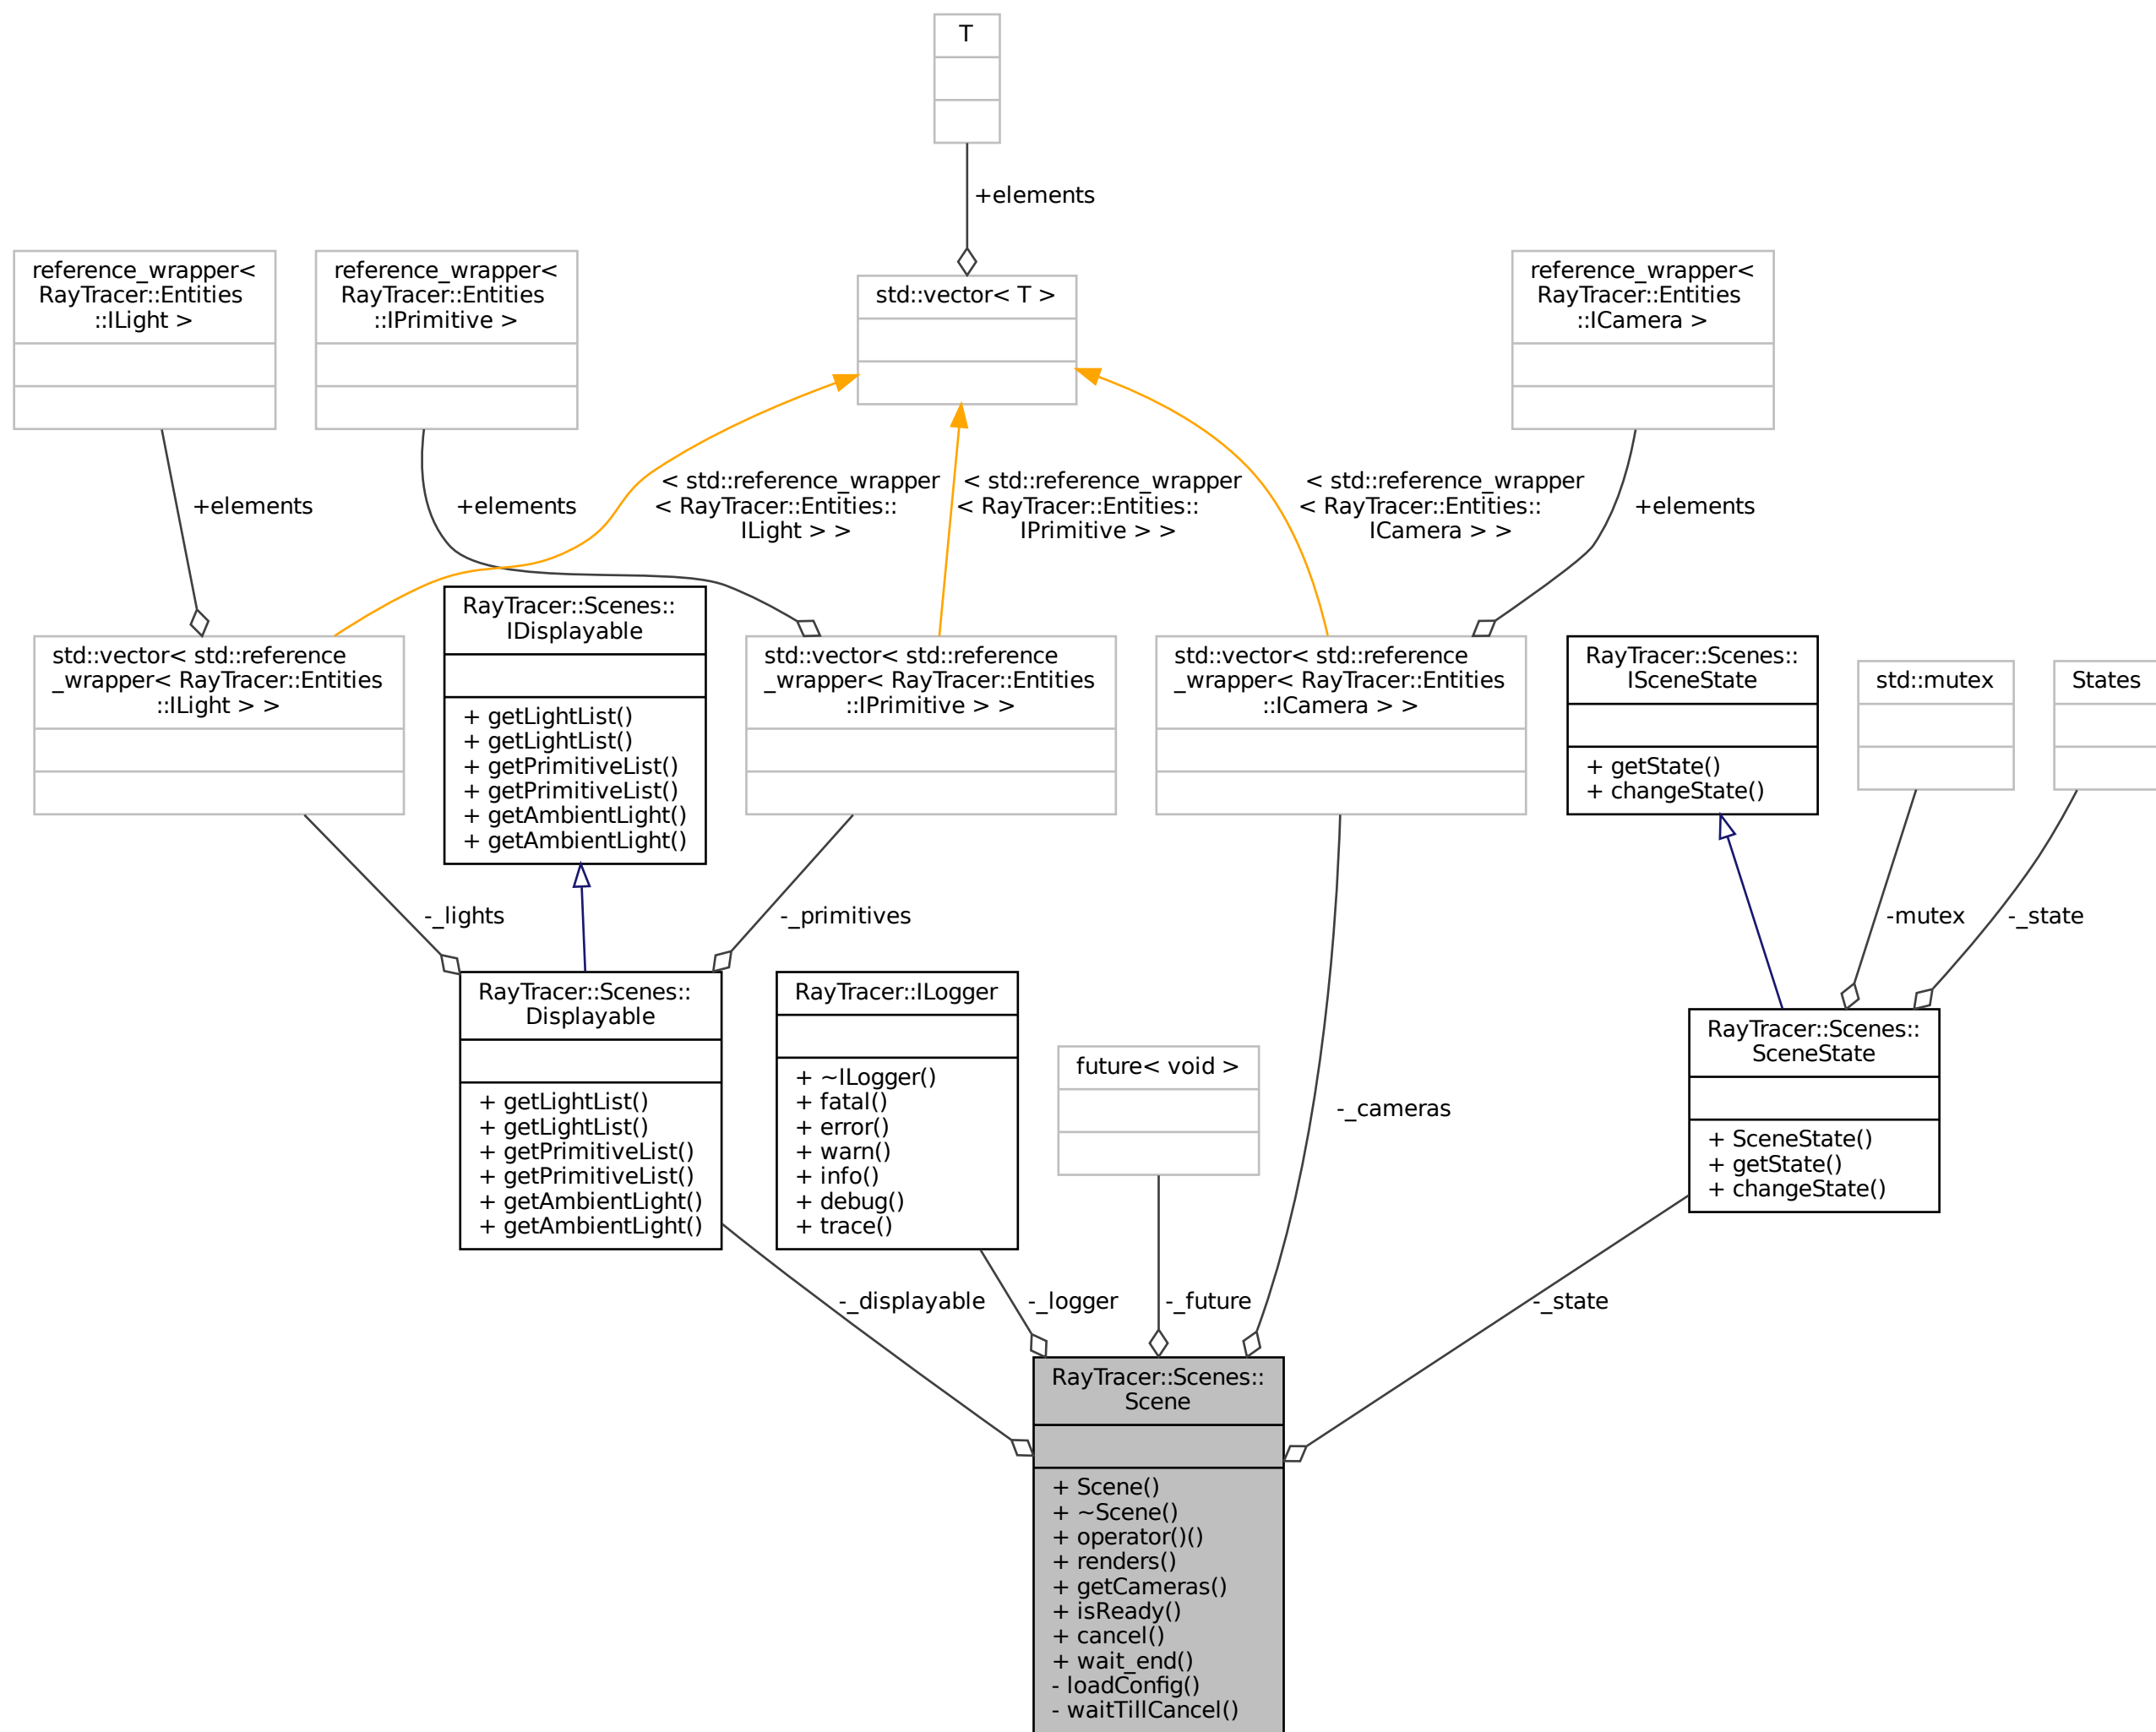 T
+elements
reference_wrapper<
RayTracer::Entities
::ILight >
reference_wrapper<
RayTracer::Entities
::IPrimitive >
std::vector< T >
reference_wrapper<
RayTracer::Entities
::ICamera >
+elements
+elements
< std::reference_wrapper
< RayTracer::Entities::
ILight > >
< std::reference_wrapper
< RayTracer::Entities::
IPrimitive > >
< std::reference_wrapper
< RayTracer::Entities::
ICamera > >
+elements
std::vector< std::reference
_wrapper< RayTracer::Entities
::ILight > >
RayTracer::Scenes::
IDisplayable
+ getLightList()
+ getLightList()
+ getPrimitiveList()
+ getPrimitiveList()
+ getAmbientLight()
+ getAmbientLight()
std::vector< std::reference
_wrapper< RayTracer::Entities
::IPrimitive > >
std::vector< std::reference
_wrapper< RayTracer::Entities
::ICamera > >
RayTracer::Scenes::
ISceneState
+ getState()
+ changeState()
std::mutex
States
-_lights
-_primitives
-mutex
-_state
RayTracer::Scenes::
Displayable
+ getLightList()
+ getLightList()
+ getPrimitiveList()
+ getPrimitiveList()
+ getAmbientLight()
+ getAmbientLight()
RayTracer::ILogger
+ ~ILogger()
+ fatal()
+ error()
+ warn()
+ info()
+ debug()
+ trace()
future< void >
-_cameras
RayTracer::Scenes::
SceneState
+ SceneState()
+ getState()
+ changeState()
-_displayable
-_logger
-_future
-_state
RayTracer::Scenes::
Scene
+ Scene()
+ ~Scene()
+ operator()()
+ renders()
+ getCameras()
+ isReady()
+ cancel()
+ wait_end()
- loadConfig()
- waitTillCancel()